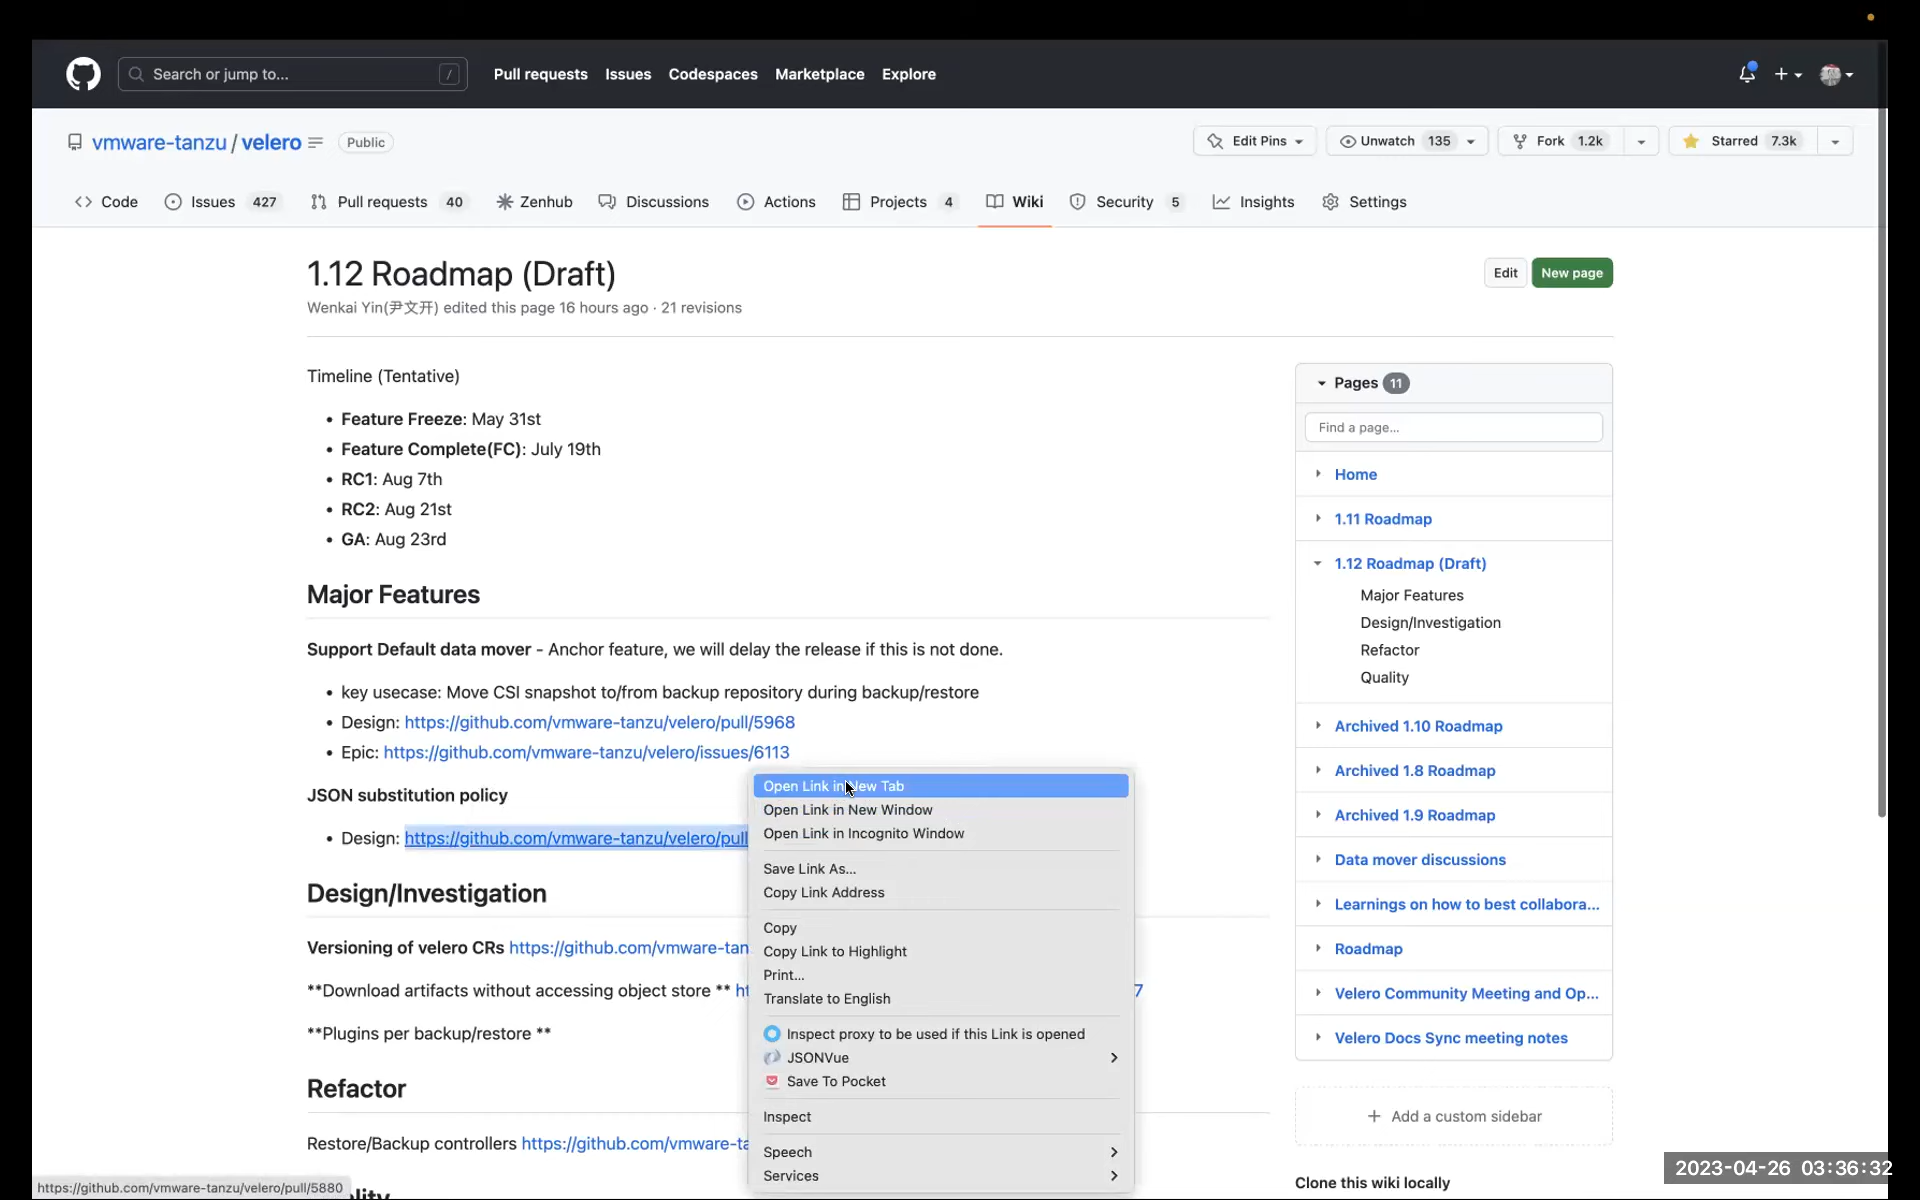 Search or jump to... /
Pull requests Issues Codespaces Marketplace Explore
vmware-tanzu / velero Public
Edit Pins Unwatch 135 Fork 1.2k Starred 7.3k
Code Issues 427 Pull requests 40 Zenhub Discussions Actions Projects 4 Wiki Security 5 Insights Settings
1.12 Roadmap (Draft)
Edit New page
Wenkai Yin(尹文开) edited this page 16 hours ago · 21 revisions
Timeline (Tentative)
• Feature Freeze: May 31st
• Feature Complete(FC): July 19th
• RC1: Aug 7th
• RC2: Aug 21st
• GA: Aug 23rd
Major Features
Support Default data mover - Anchor feature, we will delay the release if this is not done.
• key usecase: Move CSI snapshot to/from backup repository during backup/restore
• Design: https://github.com/vmware-tanzu/velero/pull/5968
• Epic: https://github.com/vmware-tanzu/velero/issues/6113
JSON substitution policy
• Design: https://github.com/vmware-tanzu/velero/pull
Design/Investigation
Versioning of velero CRs https://github.com/vmware-tan
**Download artifacts without accessing object store ** ht
7
**Plugins per backup/restore **
Refactor
Restore/Backup controllers https://github.com/vmware-ta
https://github.com/vmware-tanzu/velero/pull/5880
Open Link in New Tab
Open Link in New Window
Open Link in Incognito Window
Save Link As...
Copy Link Address
Copy
Copy Link to Highlight
Print...
Translate to English
Inspect proxy to be used if this Link is opened
JSONVue
Save To Pocket
Inspect
Speech
Services
Pages 11
Find a page...
Home
1.11 Roadmap
1.12 Roadmap (Draft)
Major Features
Design/Investigation
Refactor
Quality
Archived 1.10 Roadmap
Archived 1.8 Roadmap
Archived 1.9 Roadmap
Data mover discussions
Learnings on how to best collabora...
Roadmap
Velero Community Meeting and Op...
Velero Docs Sync meeting notes
+ Add a custom sidebar
Clone this wiki locally
2023-04-26 03:36:32